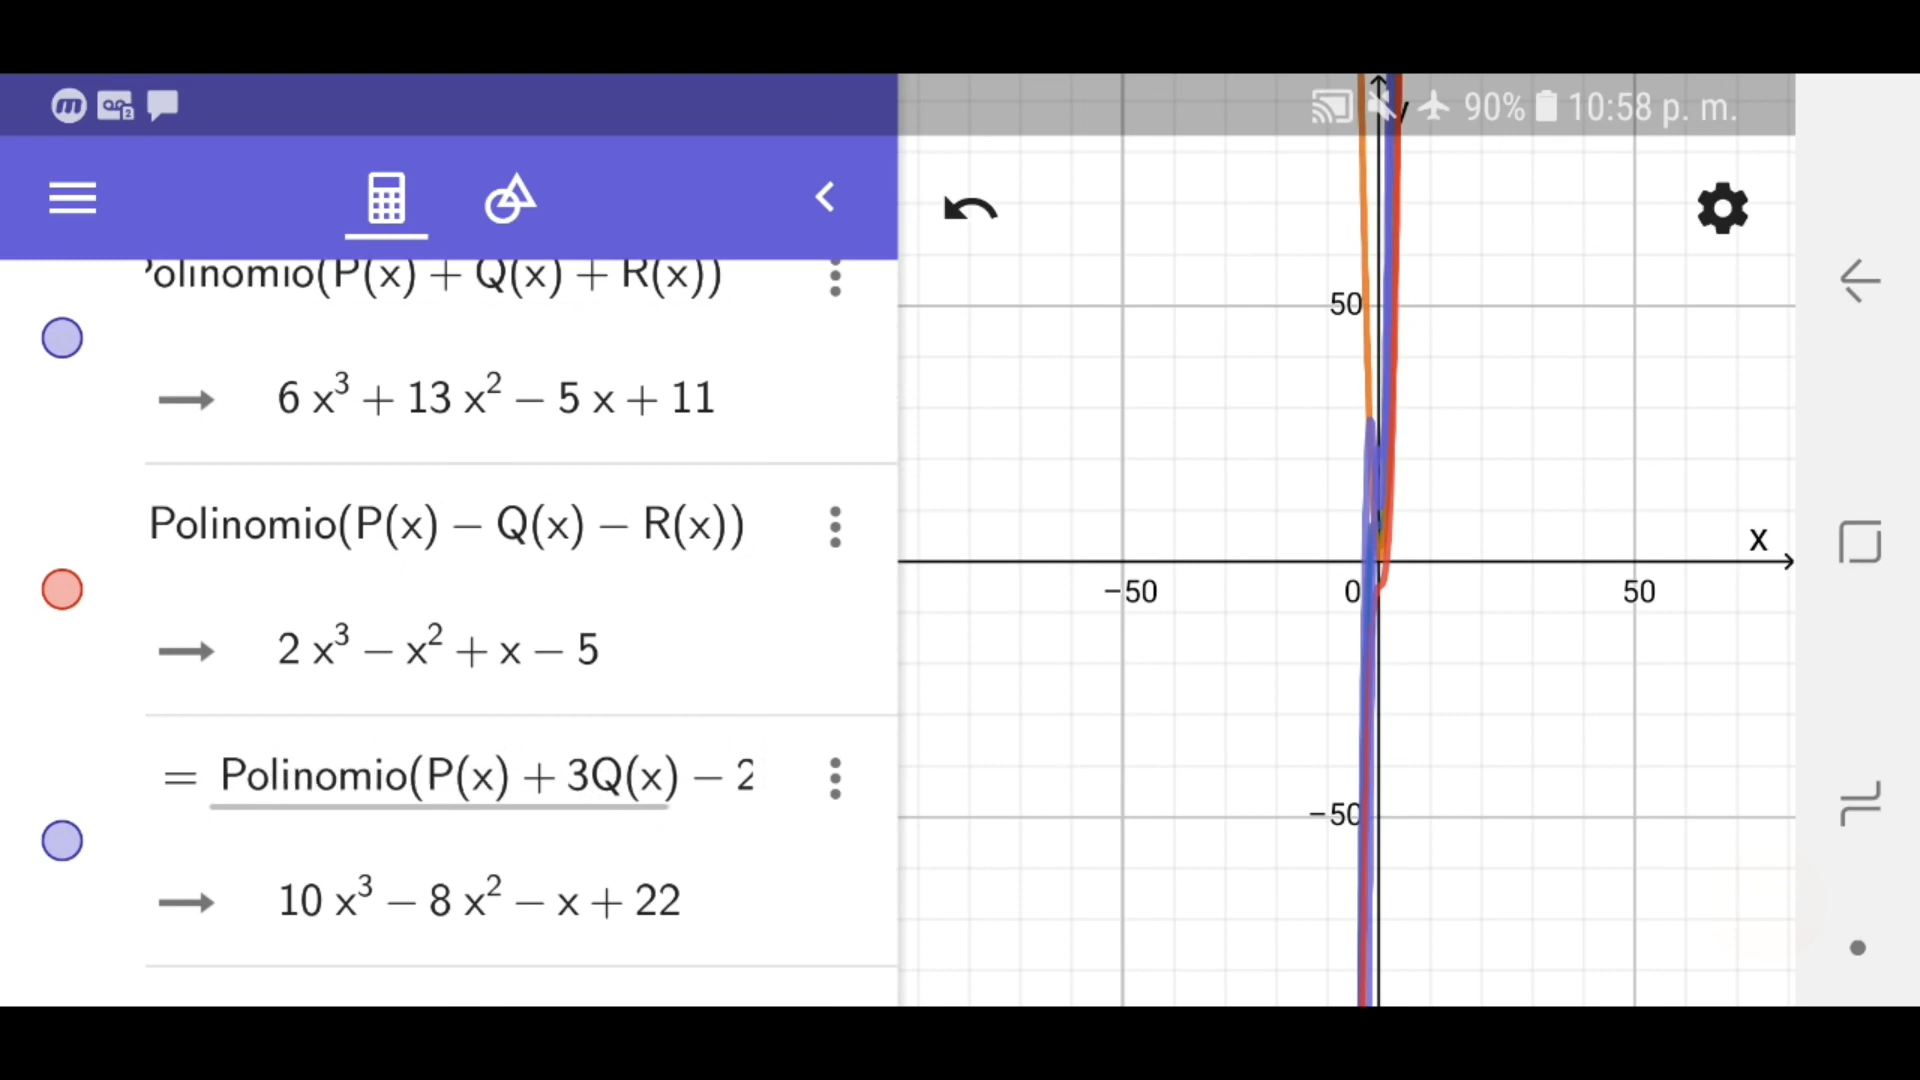 90% 10:58 p. m.
Polinomio(P(x) + Q(x) + R(x))
6 x³ + 13 x² − 5 x + 11
Polinomio(P(x) − Q(x) − R(x))
2 x³ − x² + x − 5
= Polinomio(P(x) + 3Q(x) − 2
10 x³ − 8 x² − x + 22
50
x
−50
0
50
−50